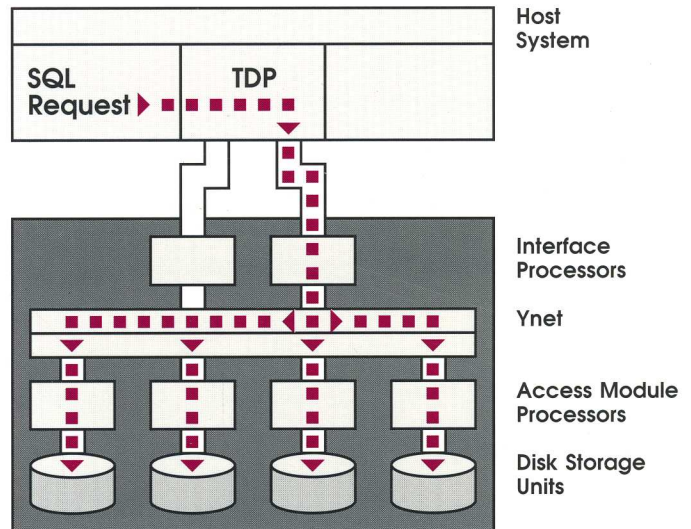 Host
System
SQL
Request
TDP
Interface
Processors
Ynet
Access Module
Processors
Disk Storage
Units